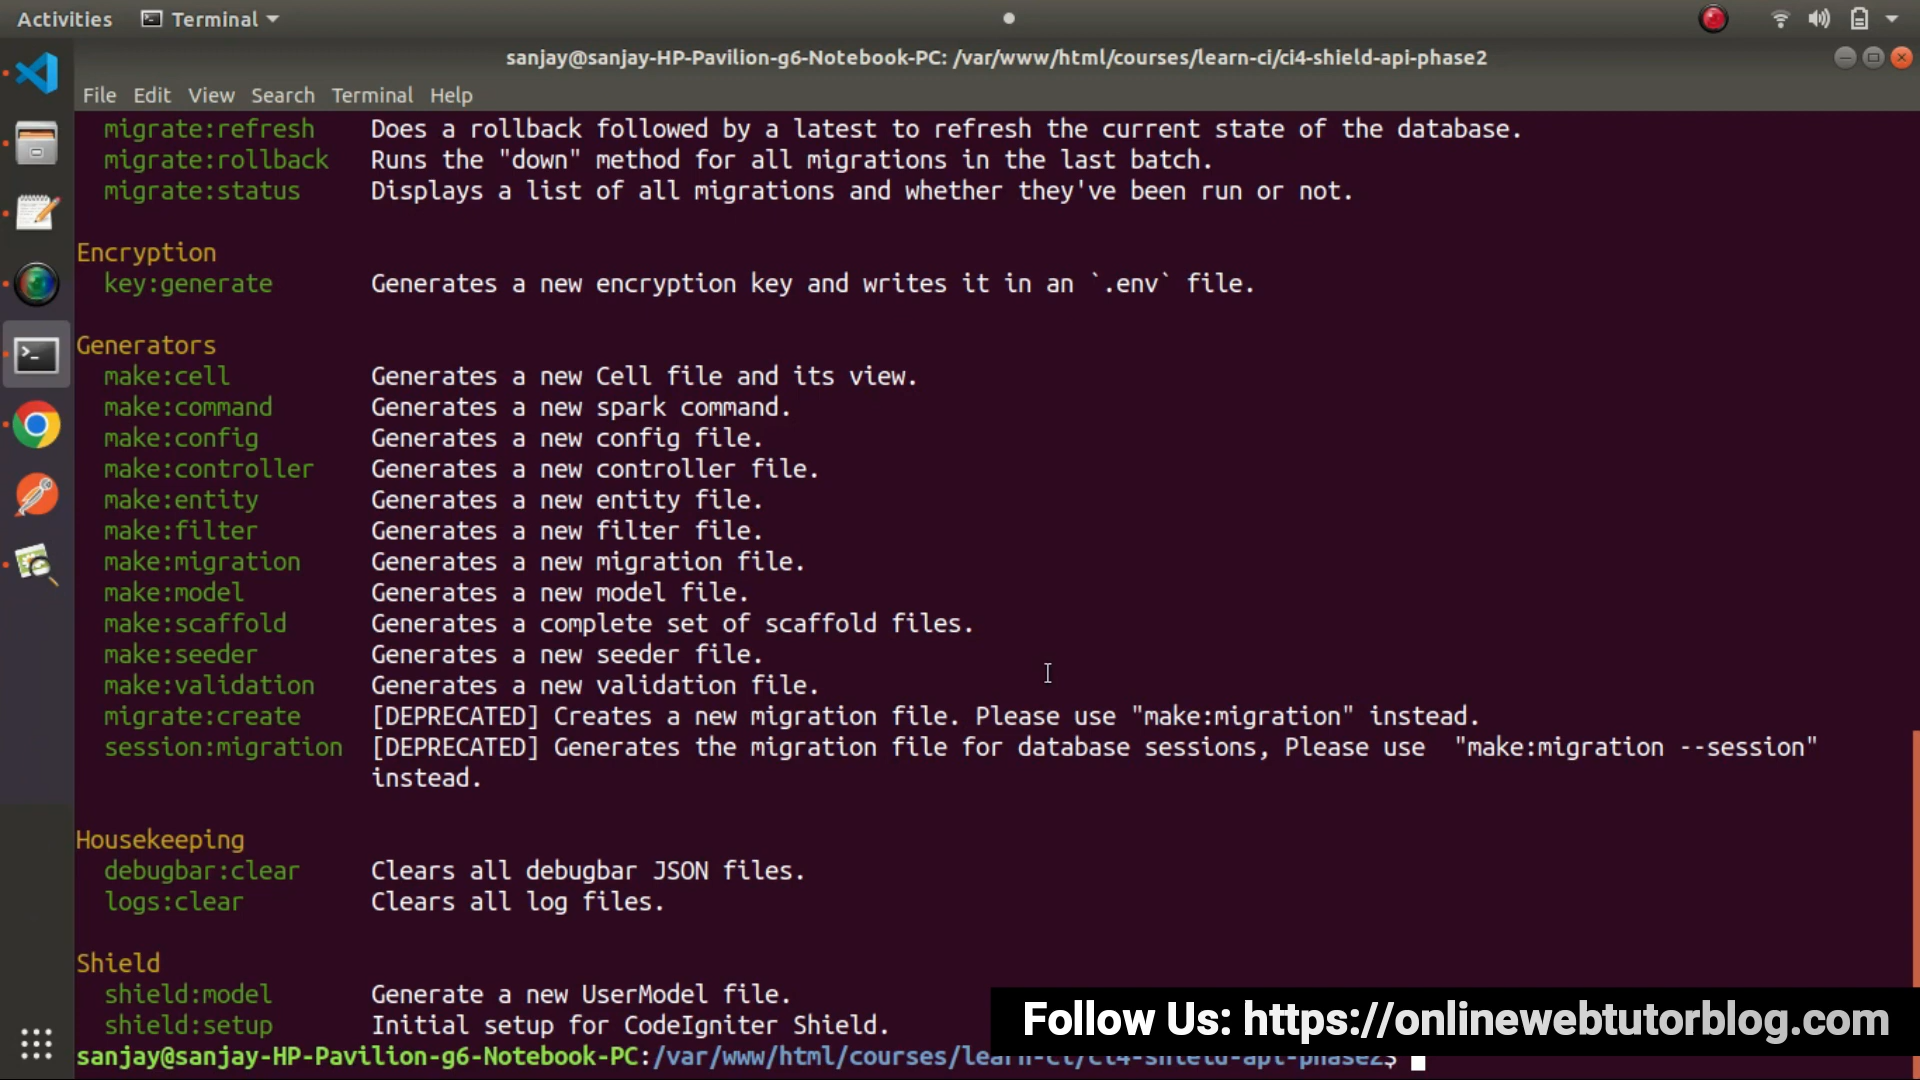 Activities Terminal
sanjay@sanjay-HP-Pavilion-g6-Notebook-PC: /var/www/html/courses/learn-ci/ci4-shield-api-phase2
File Edit View Search Terminal Help
migrate:refresh Does a rollback followed by a latest to refresh the current state of the database.
migrate:rollback Runs the "down" method for all migrations in the last batch.
migrate:status Displays a list of all migrations and whether they've been run or not.
Encryption
key:generate Generates a new encryption key and writes it in an `.env` file.
Generators
make:cell Generates a new Cell file and its view.
make:command Generates a new spark command.
make:config Generates a new config file.
make:controller Generates a new controller file.
make:entity Generates a new entity file.
make:filter Generates a new filter file.
make:migration Generates a new migration file.
make:model Generates a new model file.
make:scaffold Generates a complete set of scaffold files.
make:seeder Generates a new seeder file.
make:validation Generates a new validation file.
migrate:create [DEPRECATED] Creates a new migration file. Please use "make:migration" instead.
session:migration [DEPRECATED] Generates the migration file for database sessions, Please use  "make:migration --session"
instead.
Housekeeping
debugbar:clear Clears all debugbar JSON files.
logs:clear Clears all log files.
Shield
shield:model Generate a new UserModel file.
shield:setup Initial setup for CodeIgniter Shield.
Follow Us: https://onlinewebtutorblog.com
sanjay@sanjay-HP-Pavilion-g6-Notebook-PC:/var/www/html/courses/learn-ci/ci4-shield-api-phase2$